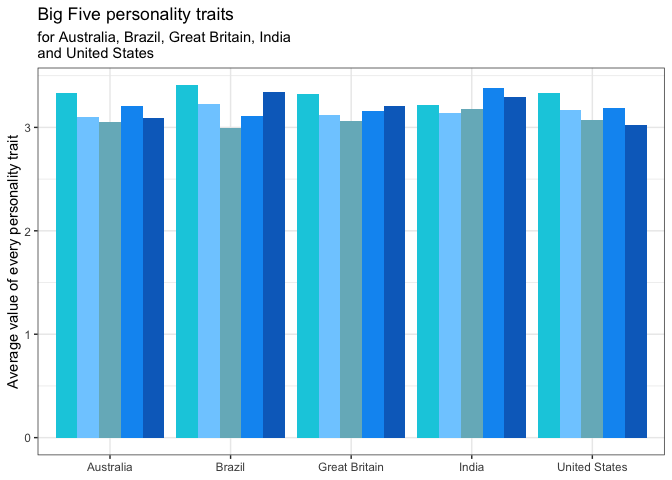 Big Five personality traits
for Australia, Brazil, Great Britain, India
and United States
Average value of every personality trait
3
2
1
0
Australia
Brazil
Great Britain
India
United States